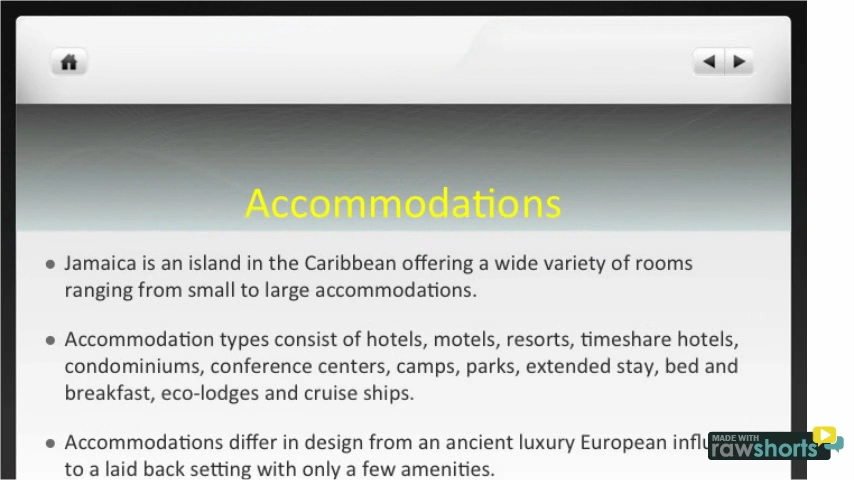 Accommodations
● Jamaica is an island in the Caribbean offering a wide variety of rooms
ranging from small to large accommodations.
● Accommodation types consist of hotels, motels, resorts, timeshare hotels,
condominiums, conference centers, camps, parks, extended stay, bed and
breakfast, eco-lodges and cruise ships.
● Accommodations differ in design from an ancient luxury European
to a laid back setting with only a few amenities.
MADE WITH
rawshorts